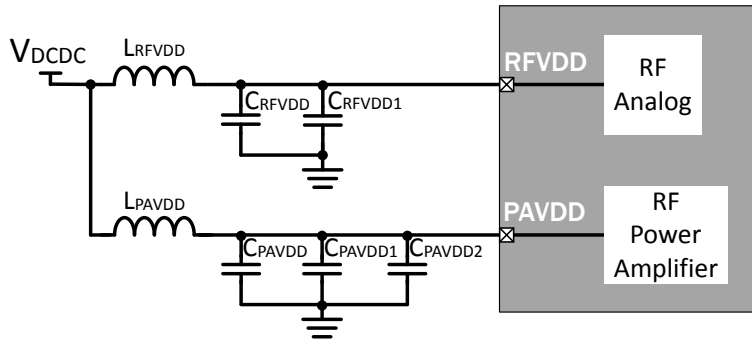 VDCDC
LRFVDD
CRFVDD
CRFVDD1
RFVDD
RF
Analog
LPAVDD
CPAVDD
CPAVDD1
CPAVDD2
PAVDD
RF
Power
Amplifier